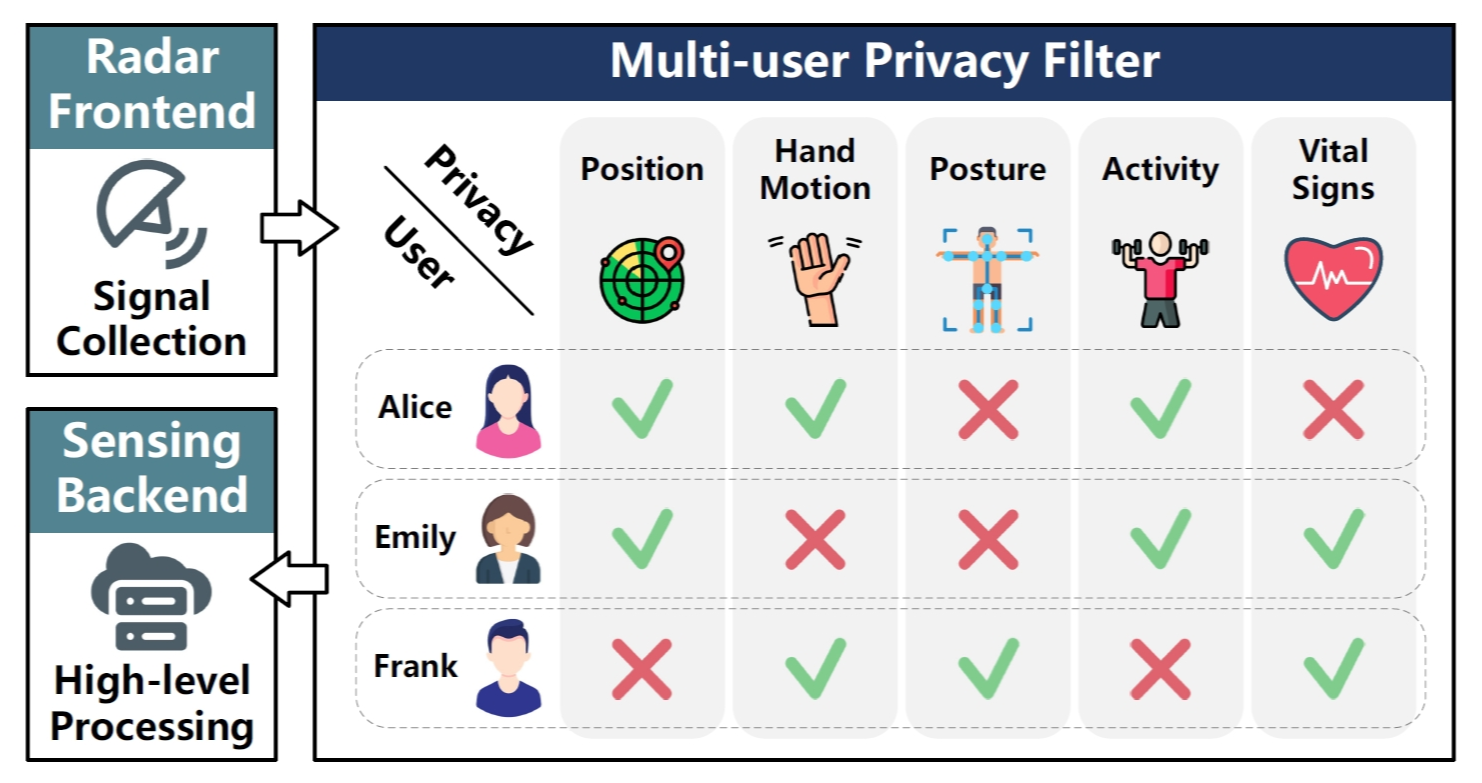 Radar
Frontend
Signal
Collection
Sensing
Backend
High-level
Processing
Multi-user Privacy Filter
Privacy
User
Position
Hand
Motion
Posture
Activity
Vital
Signs
Alice
Emily
Frank